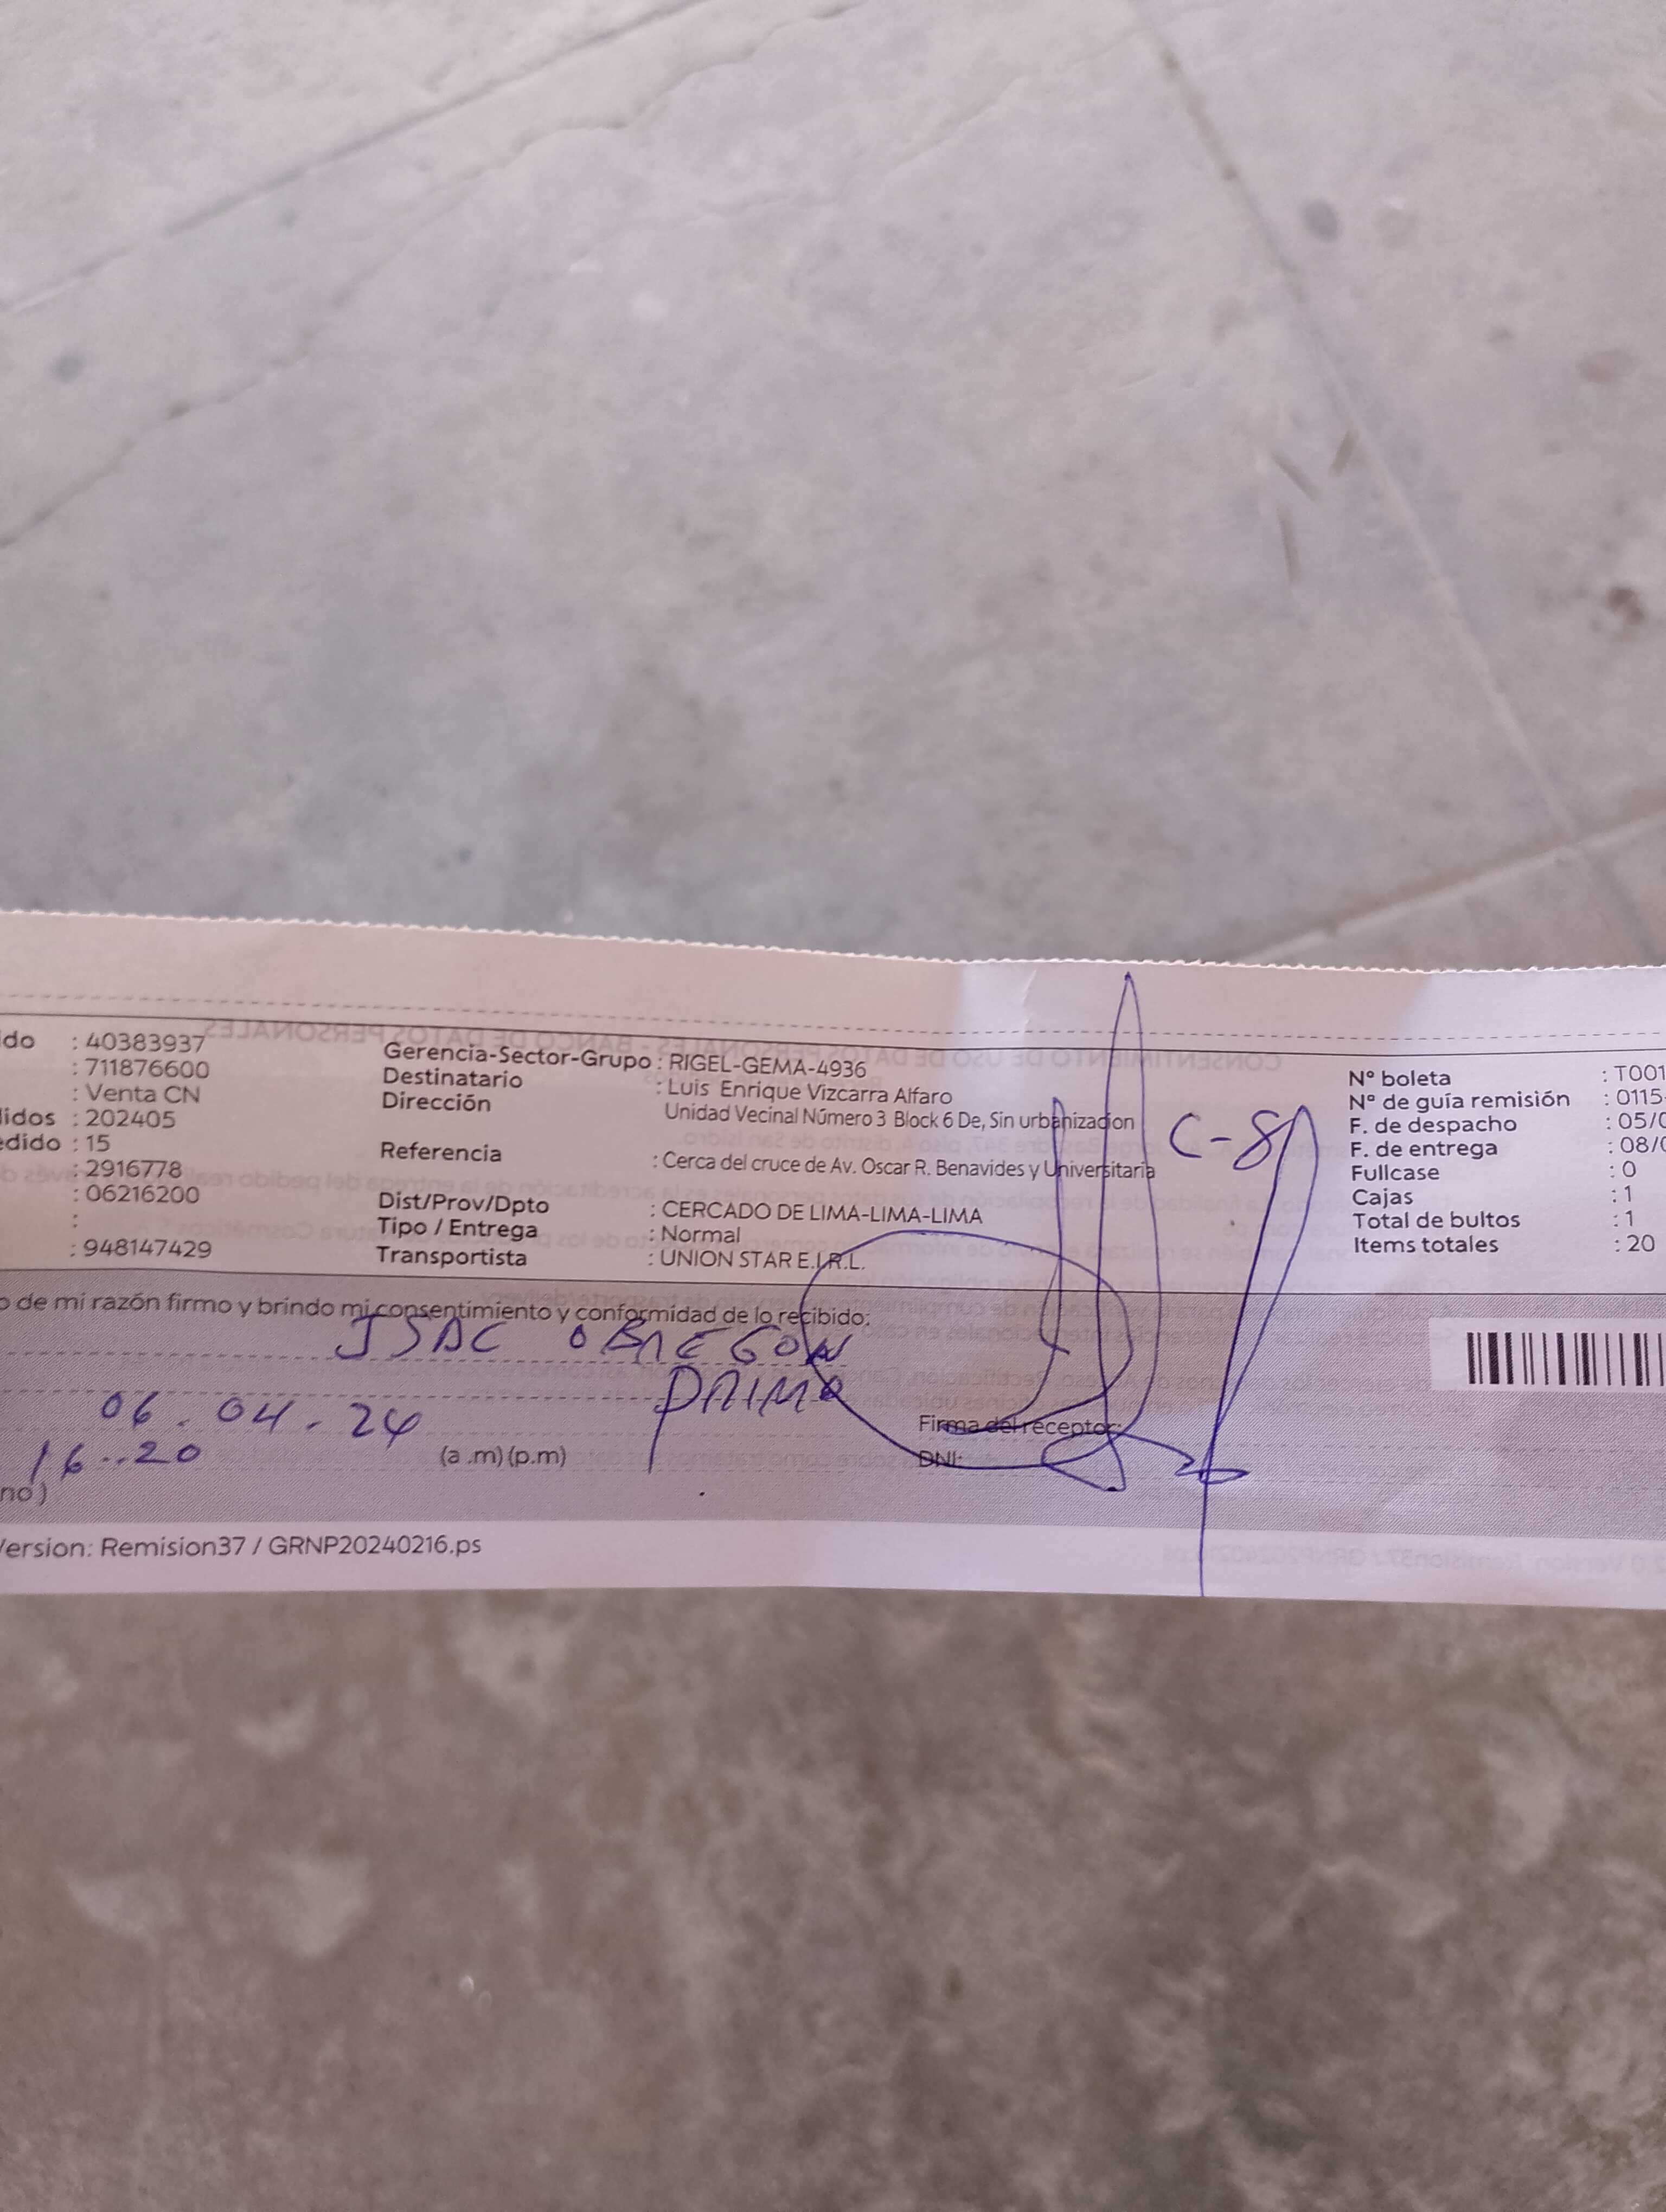 do : 40383937
: 711876600
: Venta CN
didos : 202405
edido : 15
: 2916778
: 06216200
:
: 948147429
Gerencia-Sector-Grupo : RIGEL-GEMA-4936
Destinatario : Luis Enrique Vizcarra Alfaro
Dirección Unidad Vecinal Número 3 Block 6 De, Sin urbanizacion
C-8
Referencia : Cerca del cruce de Av. Oscar R. Benavides y Universitaria
Dist/Prov/Dpto : CERCADO DE LIMA-LIMA-LIMA
Tipo / Entrega : Normal
Transportista : UNION STAR E.I.R.L.
Nº boleta : T001
Nº de guía remisión : 0115-
F. de despacho : 05/0
F. de entrega : 08/0
Fullcase : 0
Cajas : 1
Total de bultos : 1
Items totales : 20
o de mi razón firmo y brindo mi consentimiento y conformidad de lo recibido:
ISAC OBREGON
PRIMO
06.04.24
Firma del receptor:
16..20 (a.m)(p.m)
DNI:
no)
Version: Remision37 / GRNP20240216.ps